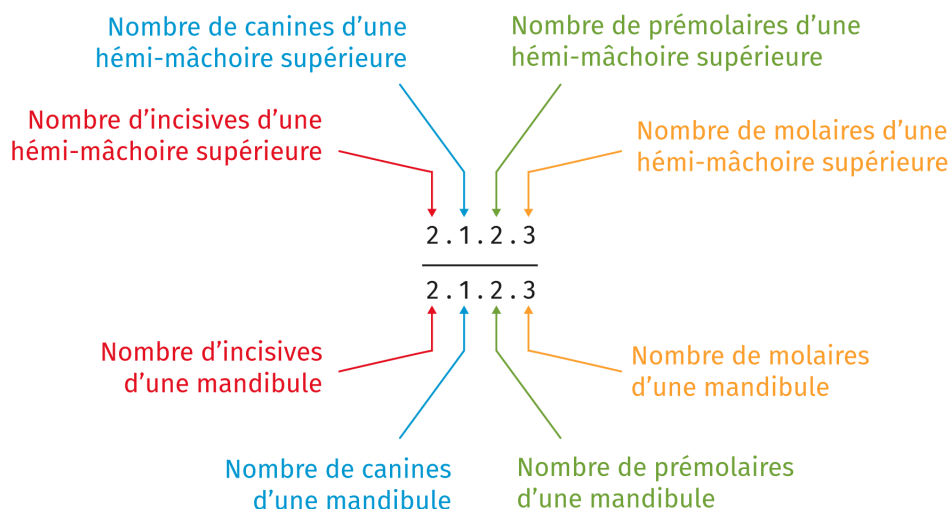 Nombre de canines d’une
hémi-mâchoire supérieure
Nombre de prémolaires d’une
hémi-mâchoire supérieure
Nombre d’incisives d’une
hémi-mâchoire supérieure
Nombre de molaires d’une
hémi-mâchoire supérieure
2.1.2.3
2.1.2.3
Nombre d’incisives
d’une mandibule
Nombre de molaires
d’une mandibule
Nombre de canines
d’une mandibule
Nombre de prémolaires
d’une mandibule